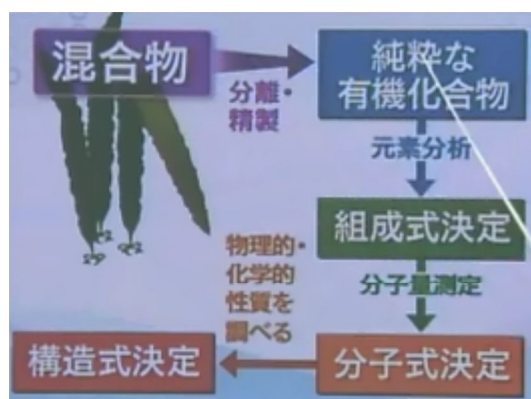 混合物
分離・
精製
純粋な
有機化合物
元素分析
組成式決定
分子量測定
分子式決定
物理的・
化学的
性質を
調べる
構造式決定